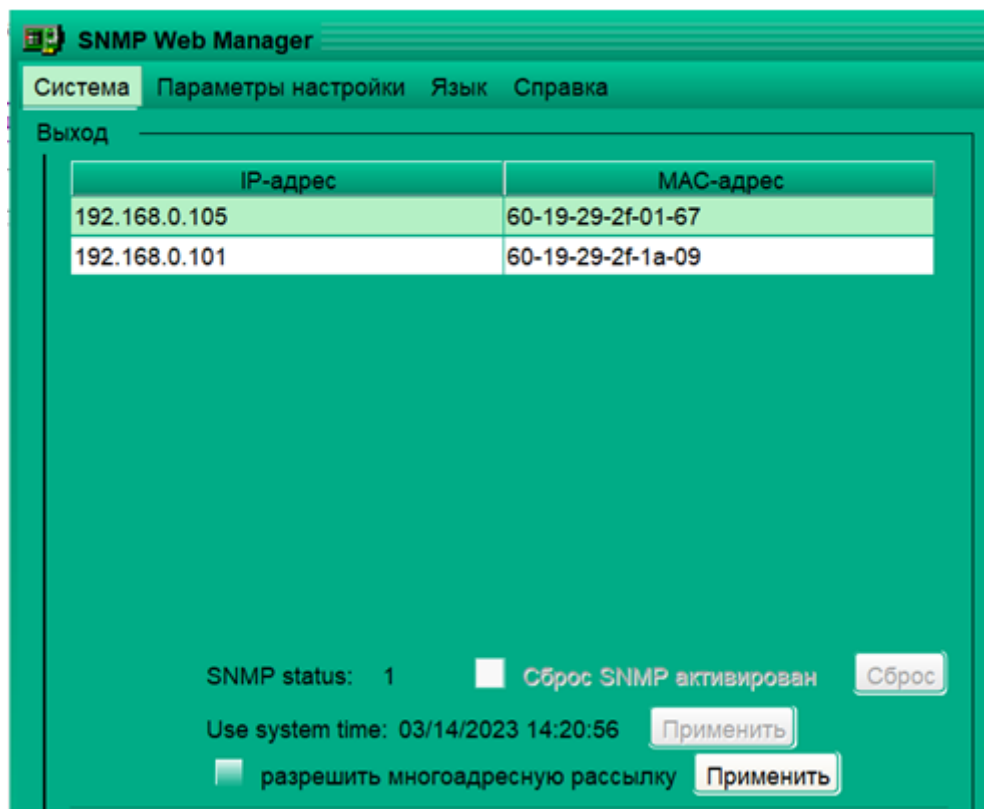 SNMP Web Manager
Система Параметры настройки Язык Справка
Выход
IP-адрес MAC-адрес
192.168.0.105 60-19-29-2f-01-67
192.168.0.101 60-19-29-2f-1a-09
SNMP status: 1 Сброс SNMP активирован Сброс
Use system time: 03/14/2023 14:20:56 Применить
разрешить многоадресную рассылку Применить